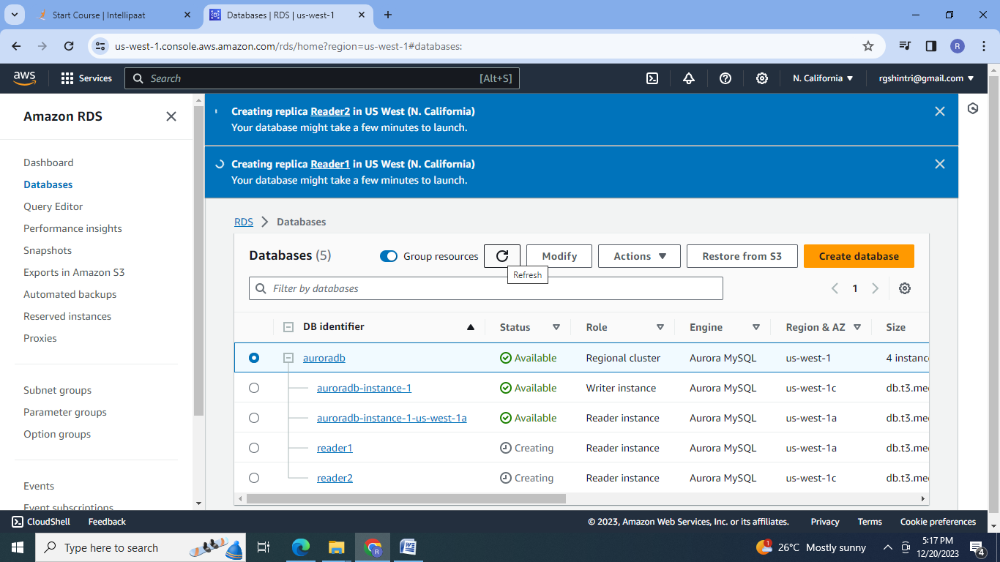 Start Course | Intellipaat
Databases | RDS | us-west-1
us-west-1.console.aws.amazon.com/rds/home?region=us-west-1#databases:
R
aws
Services
Search
[Alt+S]
N. California
rgshintri@gmail.com
Amazon RDS
Dashboard
Databases
Query Editor
Performance insights
Snapshots
Exports in Amazon S3
Automated backups
Reserved instances
Proxies
Subnet groups
Parameter groups
Option groups
Events
Event subscriptions
Creating replica Reader2 in US West (N. California)
Your database might take a few minutes to launch.
Creating replica Reader1 in US West (N. California)
Your database might take a few minutes to launch.
RDS > Databases
Databases (5)
Group resources
Modify
Actions
Restore from S3
Create database
Refresh
Filter by databases
1
DB identifier Status Role Engine Region & AZ Size
auroradb Available Regional cluster Aurora MySQL us-west-1 4 instanc
auroradb-instance-1 Available Writer instance Aurora MySQL us-west-1c db.t3.me
auroradb-instance-1-us-west-1a Available Reader instance Aurora MySQL us-west-1a db.t3.me
reader1 Creating Reader instance Aurora MySQL us-west-1a db.t3.me
reader2 Creating Reader instance Aurora MySQL us-west-1c db.t3.me
CloudShell
Feedback
© 2023, Amazon Web Services, Inc. or its affiliates.
Privacy
Terms
Cookie preferences
Type here to search
R
W
1
26°C Mostly sunny
5:17 PM
12/20/2023
4